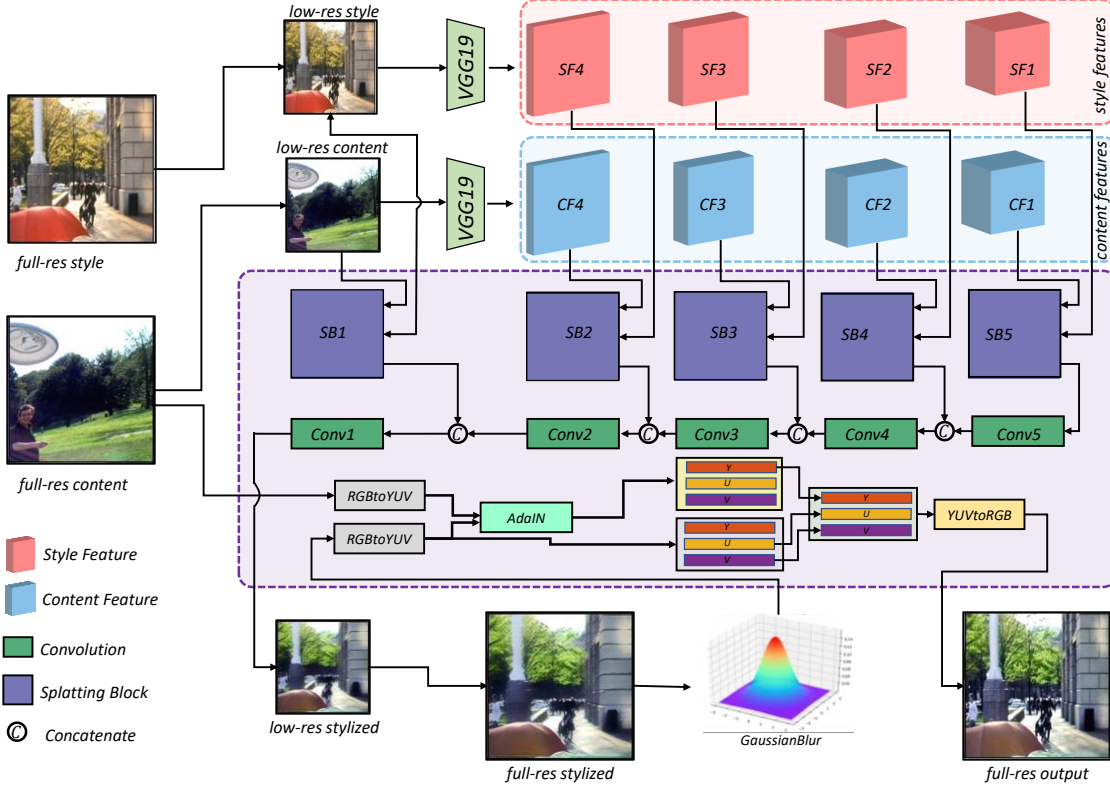 low-res style
VGG19
SF4
SF3
SF2
SF1
style features
full-res style
low-res content
VGG19
CF4
CF3
CF2
CF1
content features
full-res content
SB1
SB2
SB3
SB4
SB5
Conv1
C
Conv2
C
Conv3
C
Conv4
C
Conv5
RGBtoYUV
RGBtoYUV
AdaIN
Y
U
V
Y
U
V
Y
U
V
YUVtoRGB
Style Feature
Content Feature
Convolution
Splatting Block
C Concatenate
low-res stylized
full-res stylized
GaussianBlur
full-res output